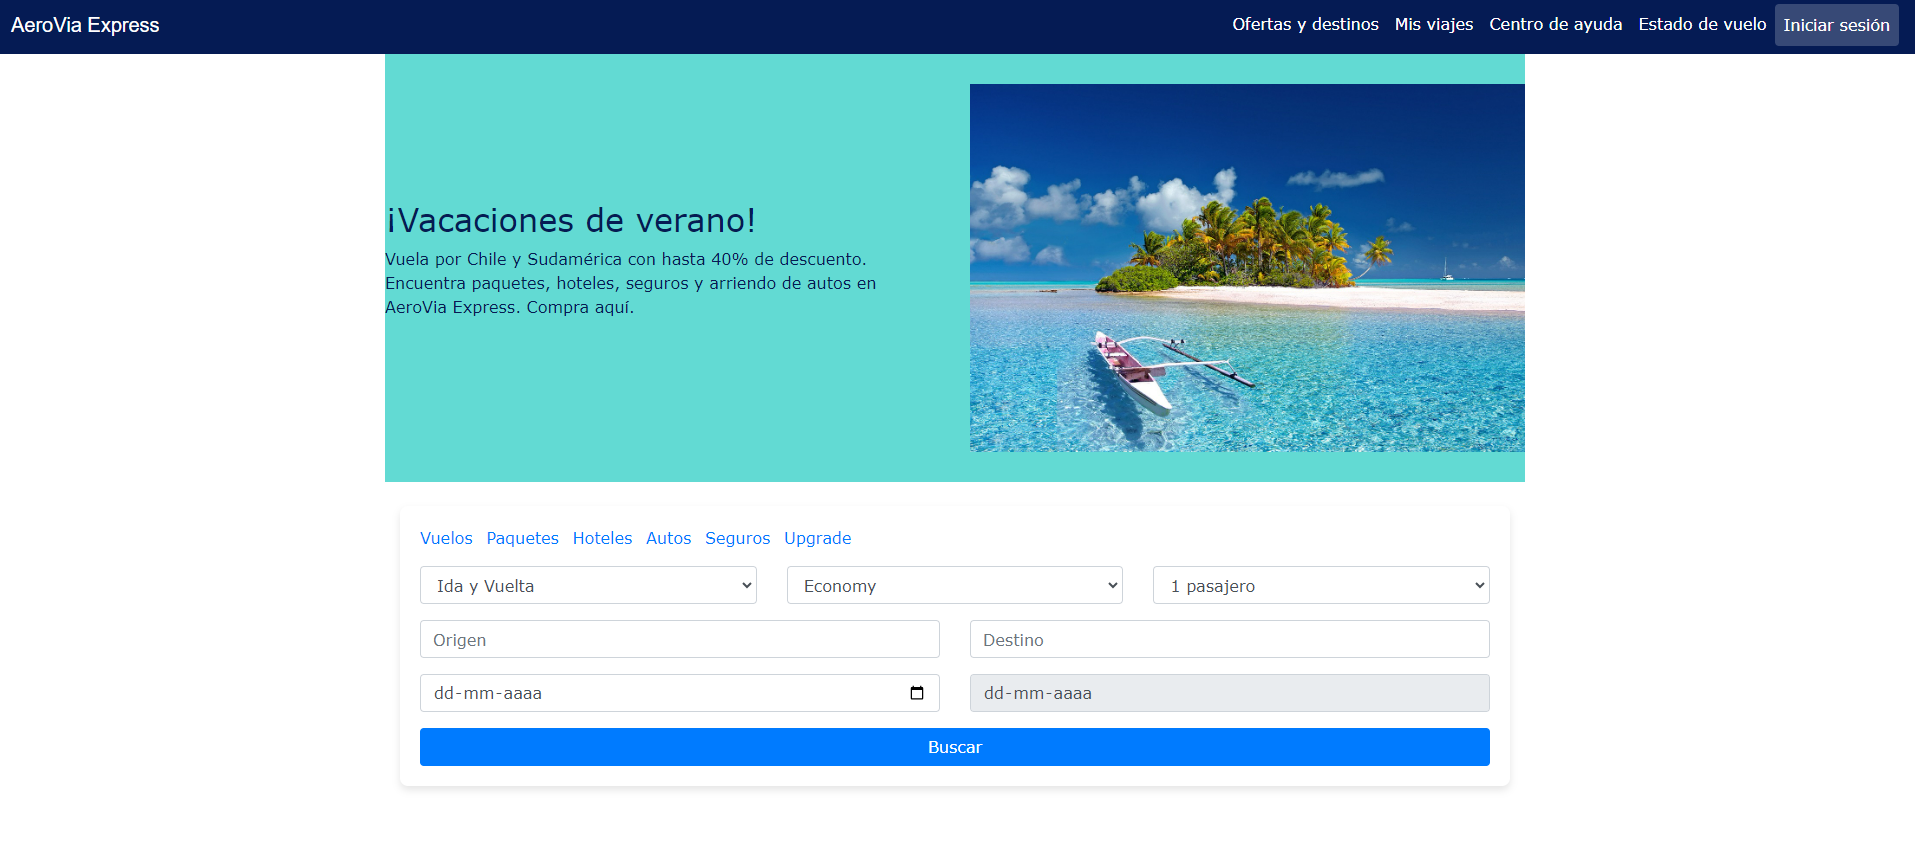 AeroVia Express
Ofertas y destinos Mis viajes Centro de ayuda Estado de vuelo Iniciar sesión
¡Vacaciones de verano!
Vuela por Chile y Sudamérica con hasta 40% de descuento.
Encuentra paquetes, hoteles, seguros y arriendo de autos en
AeroVia Express. Compra aquí.
Vuelos Paquetes Hoteles Autos Seguros Upgrade
Ida y Vuelta Economy 1 pasajero
Origen Destino
dd-mm-aaaa dd-mm-aaaa
Buscar